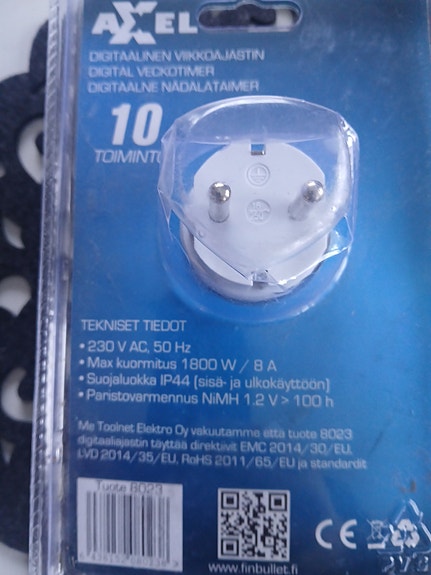 AXXEL
DIGITAALINEN VIIKKOAJASTIN
DIGITAL VECKOTIMER
DIGITAALNE NÄDALATAIMER
10
TOIMINTO
TEKNISET TIEDOT
• 230 V AC, 50 Hz
• Max kuormitus 1800 W / 8 A
• Suojaluokka IP44 (sisä- ja ulkokäyttöön)
• Paristovarmennus NiMH 1.2 V > 100 h
Me Toolnet Elektro Oy vakuutamme että tuote 8023
digitaaliajastin täyttää direktiivit EMC 2014/30/EU,
LVD 2014/35/EU, RoHS 2011/65/EU ja standardit
Tuote 8023
www.finbullet.fi
CE